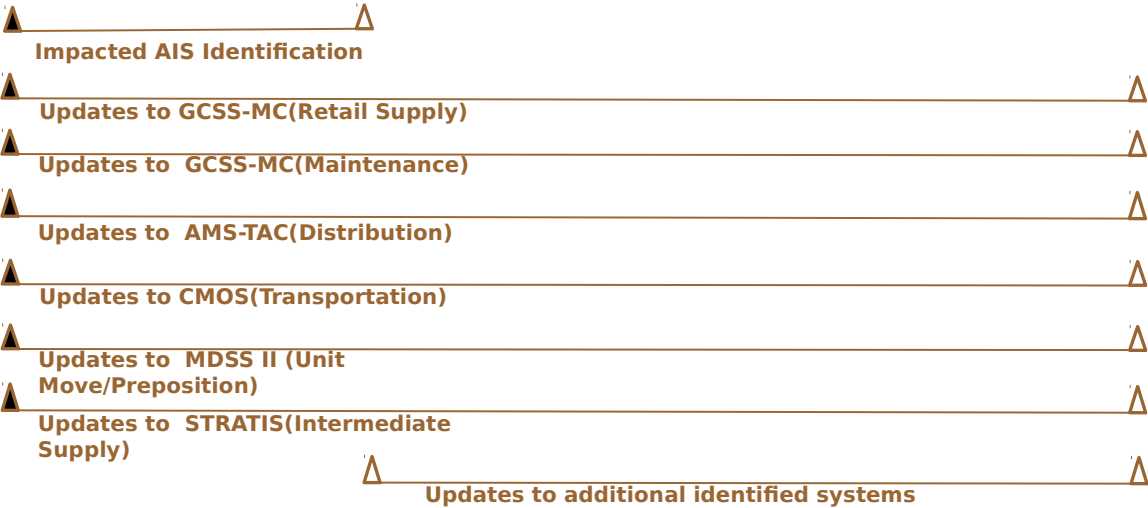 Impacted AIS Identification
Updates to GCSS-MC(Retail Supply)
Updates to  GCSS-MC(Maintenance)
Updates to  AMS-TAC(Distribution)
Updates to CMOS(Transportation)
Updates to  MDSS II (Unit
Move/Preposition)
Updates to  STRATIS(Intermediate
Supply)
Updates to additional identified systems